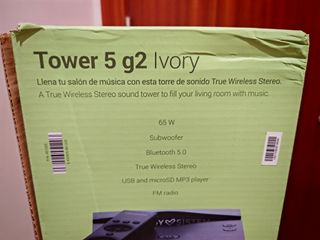 Tower 5 g2 Ivory
Llena tu salón de música con esta torre de sonido True Wireless Stereo.
A True Wireless Stereo sound tower to fill your living room with music.
65 W
Subwoofer
Bluetooth 5.0
True Wireless Stereo
USB and microSD MP3 player
FM radio